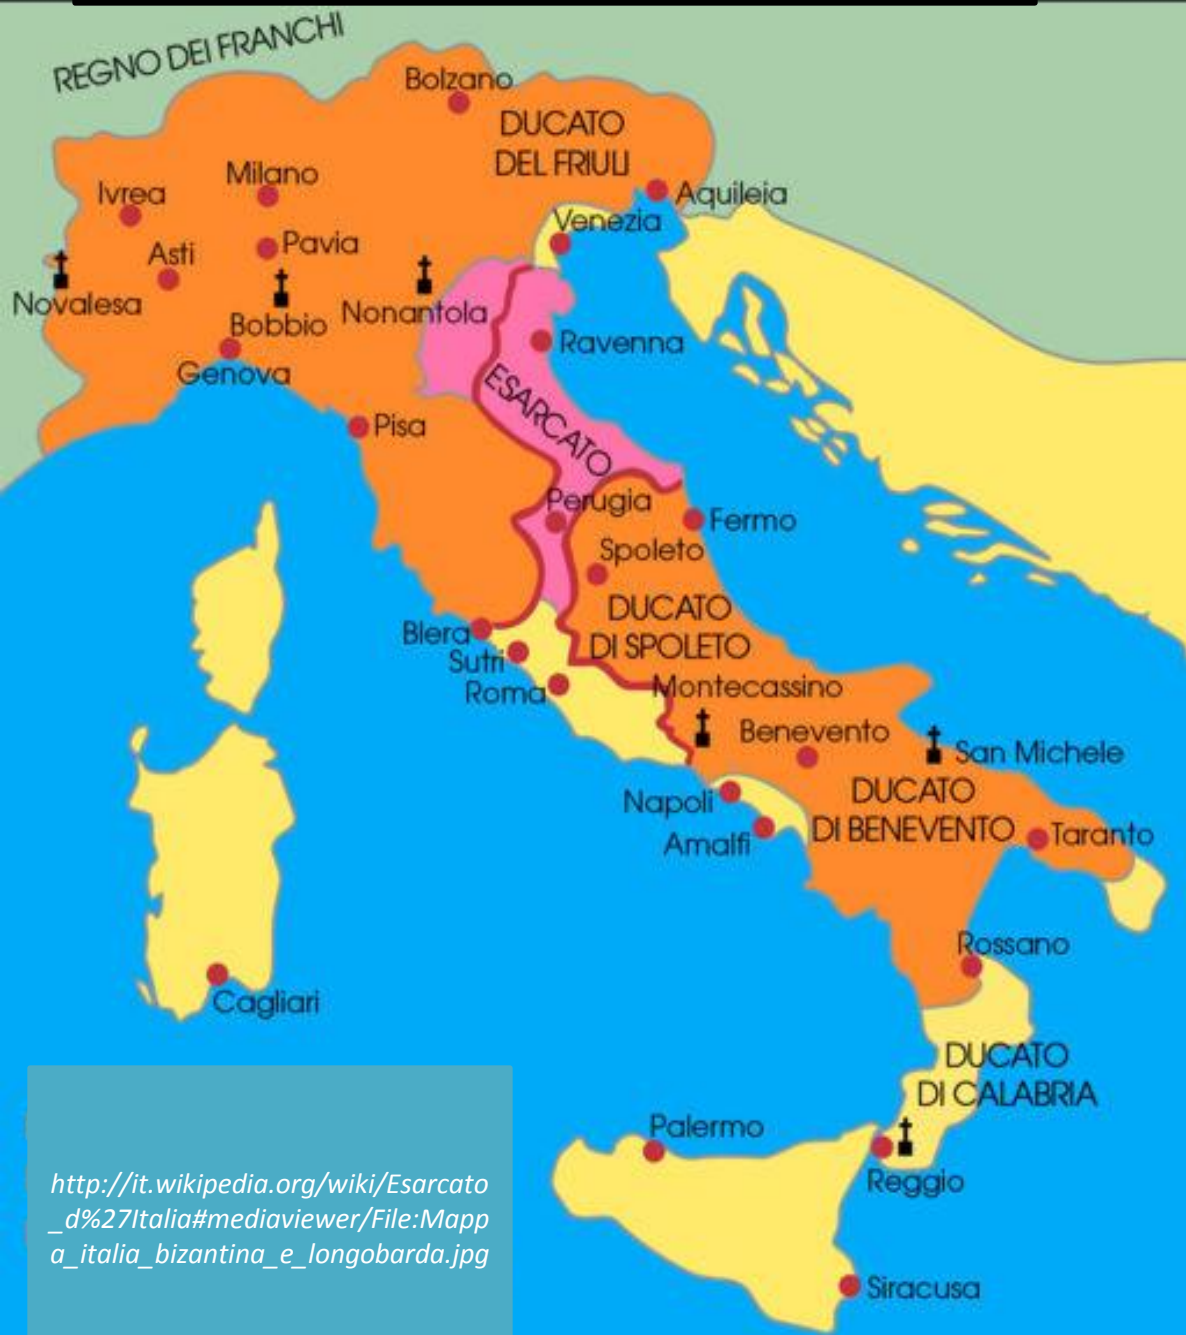 REGNO DEI FRANCHI
Bolzano
DUCATO
DEL FRIULI
Milano
Ivrea
Aquileia
Venezia
Pavia
Asti
Novalesa
Nonantola
Bobbio
Ravenna
Genova
ESARCATO
Pisa
Perugia
Fermo
Spoleto
DUCATO
DI SPOLETO
Blera
Sutri
Roma
Montecassino
Benevento
San Michele
Napoli
DUCATO
DI BENEVENTO
Taranto
Amalfi
Rossano
Cagliari
DUCATO
DI CALABRIA
Palermo
Reggio
Siracusa
http://it.wikipedia.org/wiki/Esarcato
_d%27Italia#mediaviewer/File:Mapp
a_italia_bizantina_e_longobarda.jpg